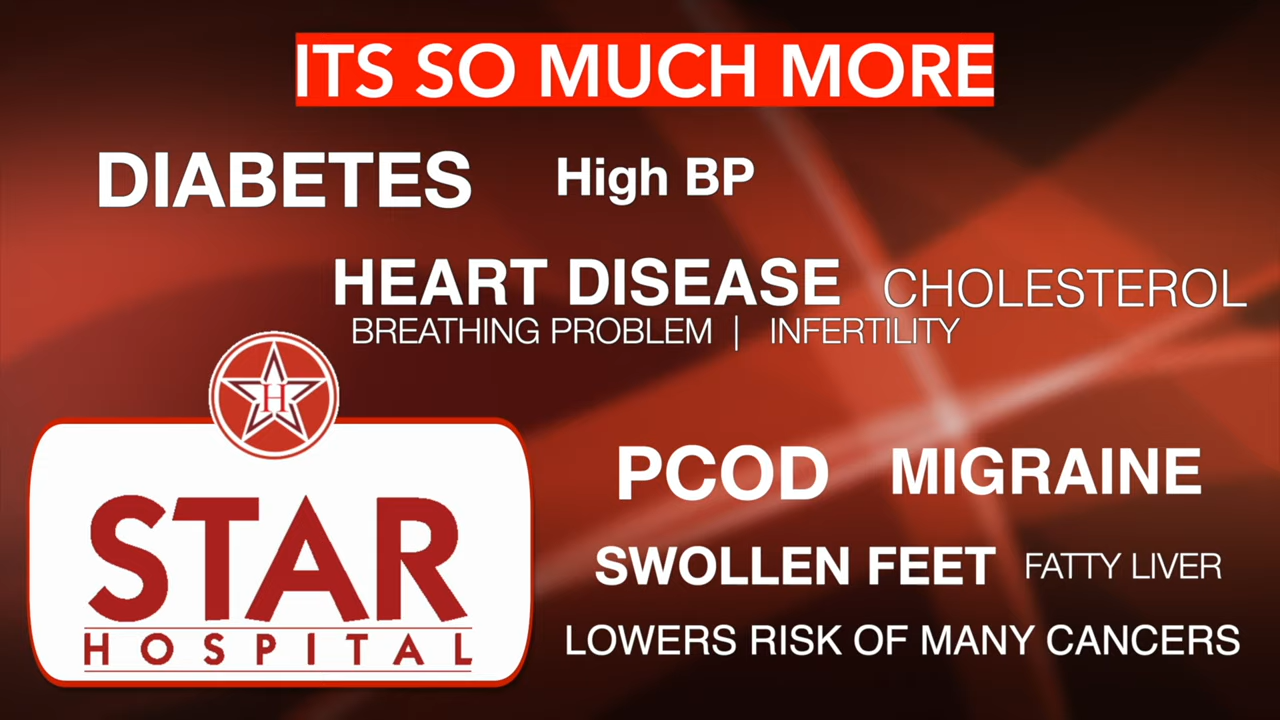 ITS SO MUCH MORE
DIABETES High BP
HEART DISEASE CHOLESTEROL
BREATHING PROBLEM | INFERTILITY
H
PCOD MIGRAINE
STAR
HOSPITAL
SWOLLEN FEET FATTY LIVER
LOWERS RISK OF MANY CANCERS